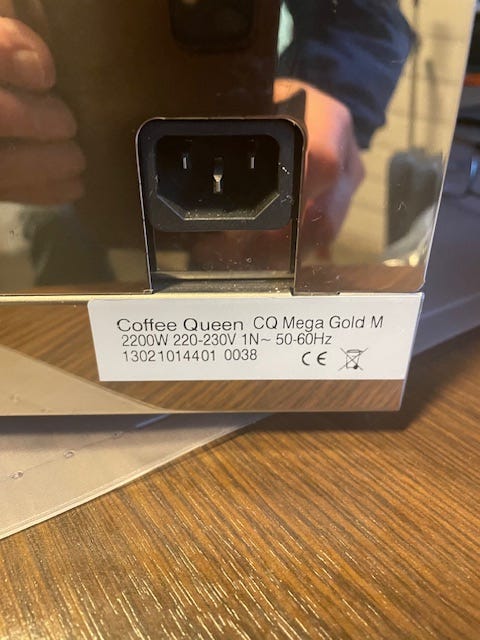 Coffee Queen CQ Mega Gold M
2200W 220-230V 1N~ 50-60Hz
13021014401 0038
CE